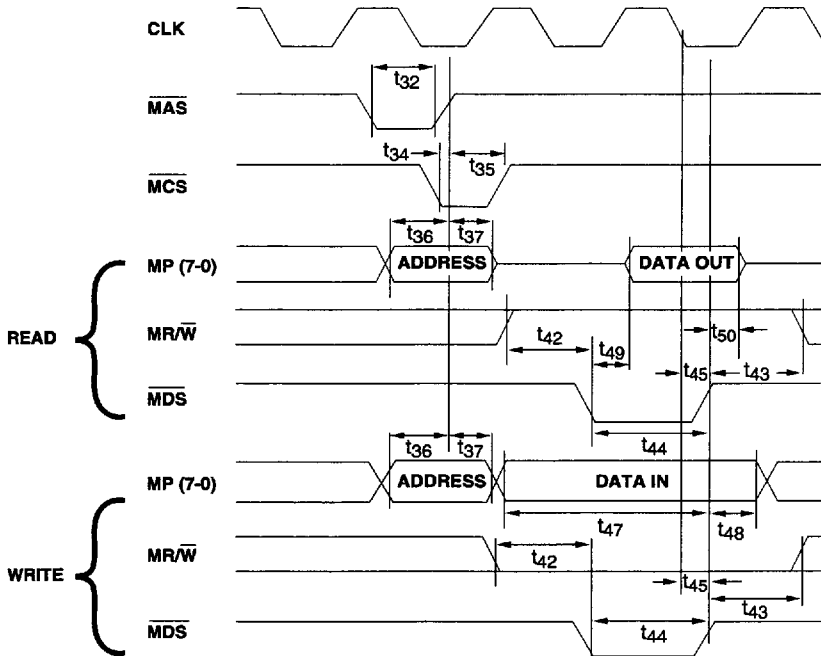 CLK
t32
MAS
t34
t35
MCS
t36 t37
MP (7-0) ADDRESS DATA OUT
READ
MR/W
t42 t49 t50
t45 t43
MDS
t36 t37 t44
MP (7-0) ADDRESS DATA IN
t47 t48
WRITE
MR/W
t42 t45
t43
MDS
t44